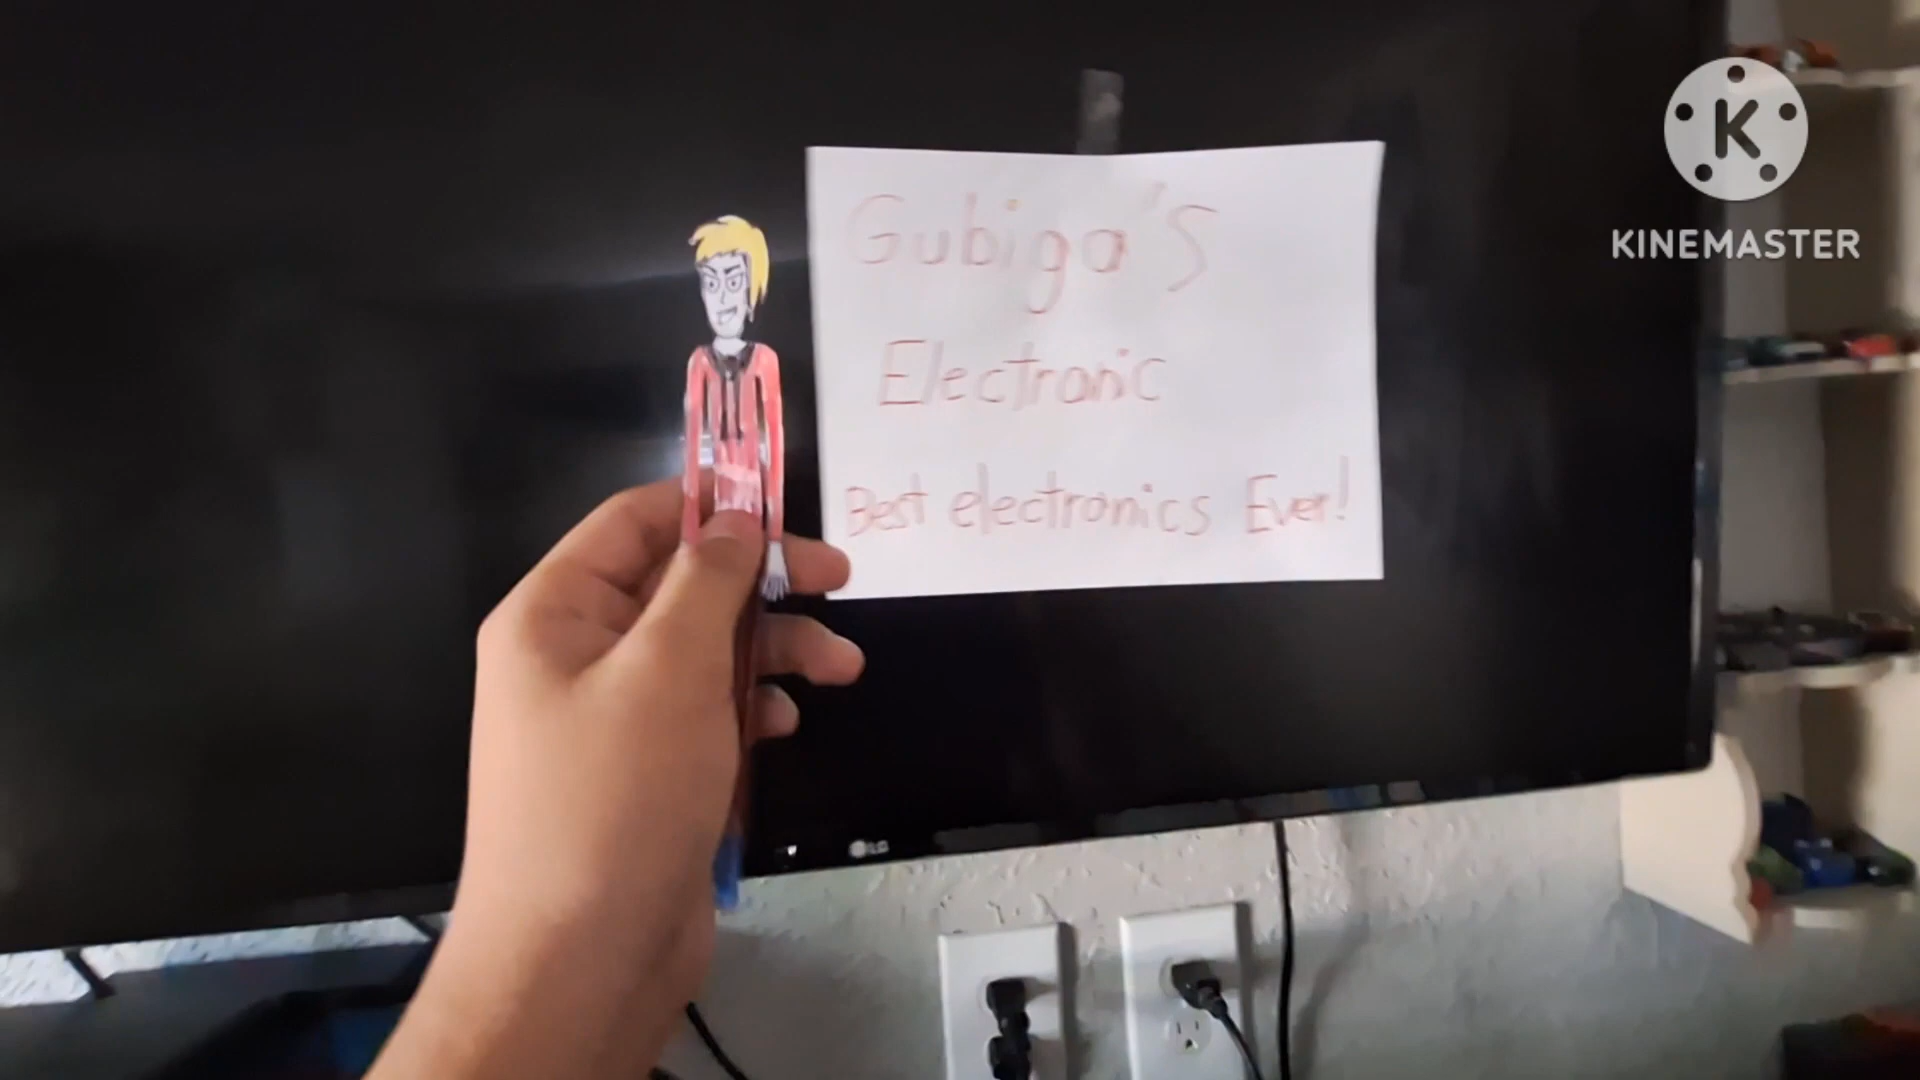 Gubiga's
Electronic
Best electronics Ever!
K
KINEMASTER
LG